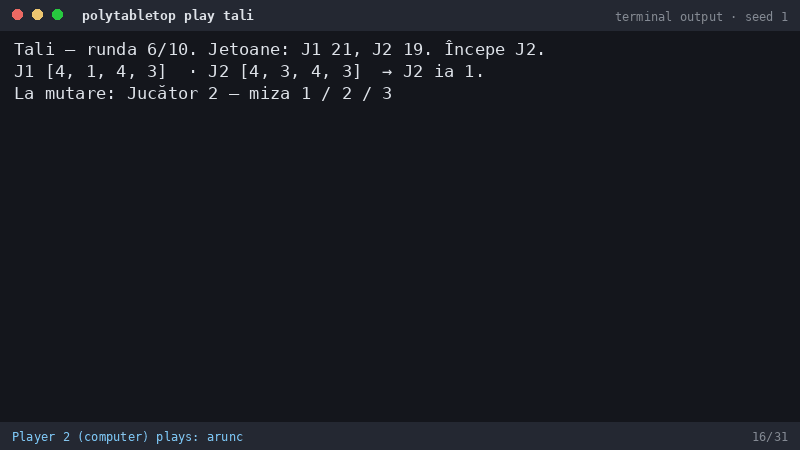 polytabletop play tali
terminal output · seed 1
Tali — runda 6/10. Jetoane: J1 21, J2 19. Începe J2.
J1 [4, 1, 4, 3]  · J2 [4, 3, 4, 3]  → J2 ia 1.
La mutare: Jucător 2 — miza 1 / 2 / 3
Player 2 (computer) plays: arunc
16/31